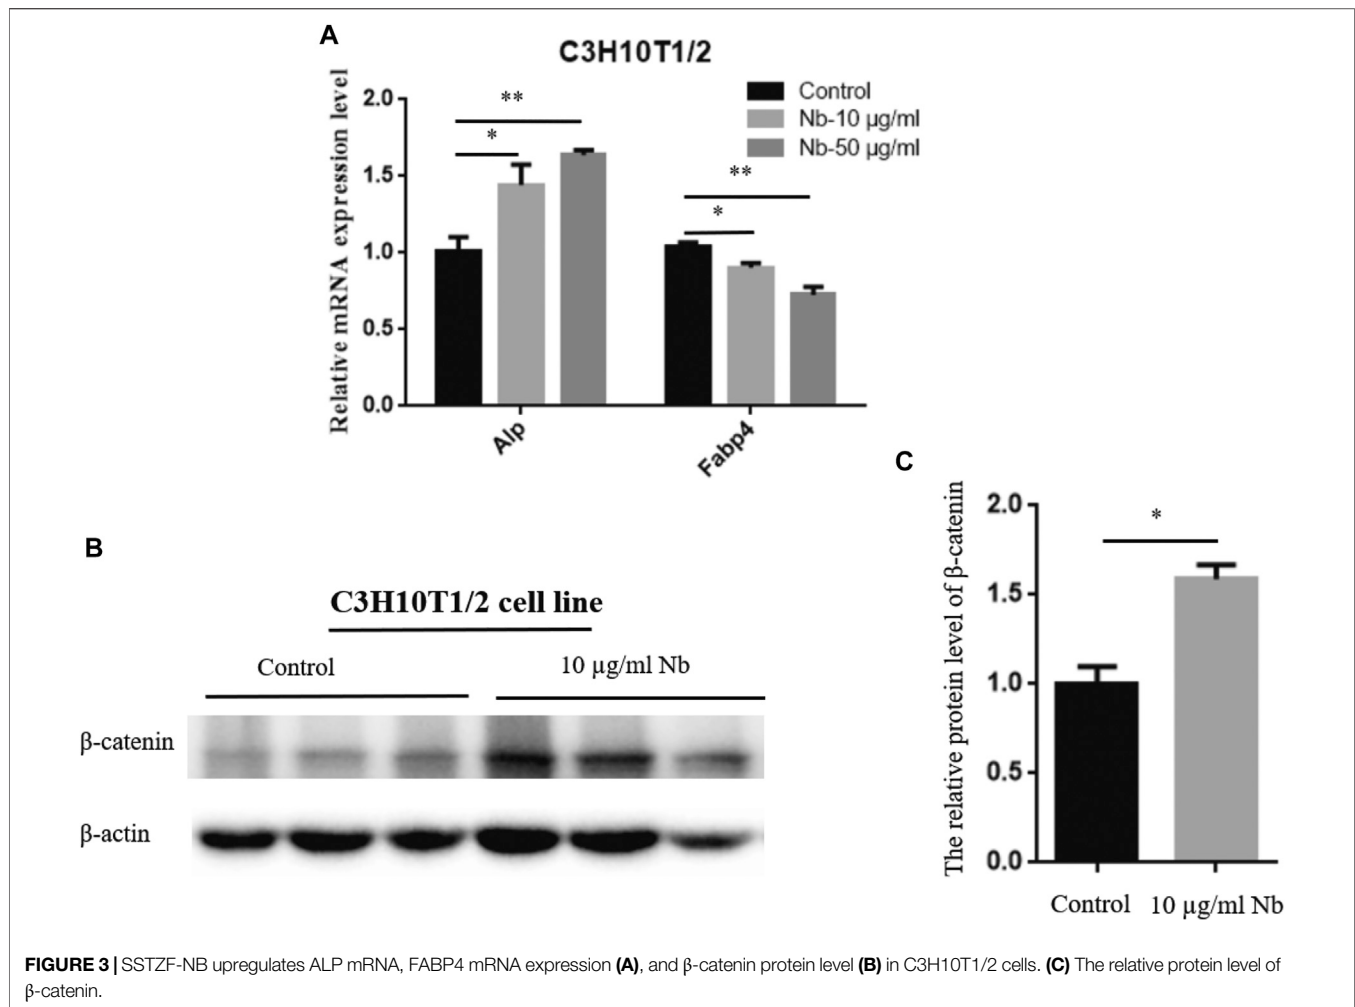 A
C3H10T1/2
Relative mRNA expression level
2.0
1.5
1.0
0.5
0.0
**
*
**
*
Control
Nb-10 µg/ml
Nb-50 µg/ml
Alp
Fabp4
B
C3H10T1/2 cell line
Control
10 µg/ml Nb
β-catenin
β-actin
C
The relative protein level of β-catenin
2.0
1.5
1.0
0.5
0.0
*
Control
10 µg/ml Nb
FIGURE 3 | SSTZF-NB upregulates ALP mRNA, FABP4 mRNA expression (A), and β-catenin protein level (B) in C3H10T1/2 cells. (C) The relative protein level of
β-catenin.